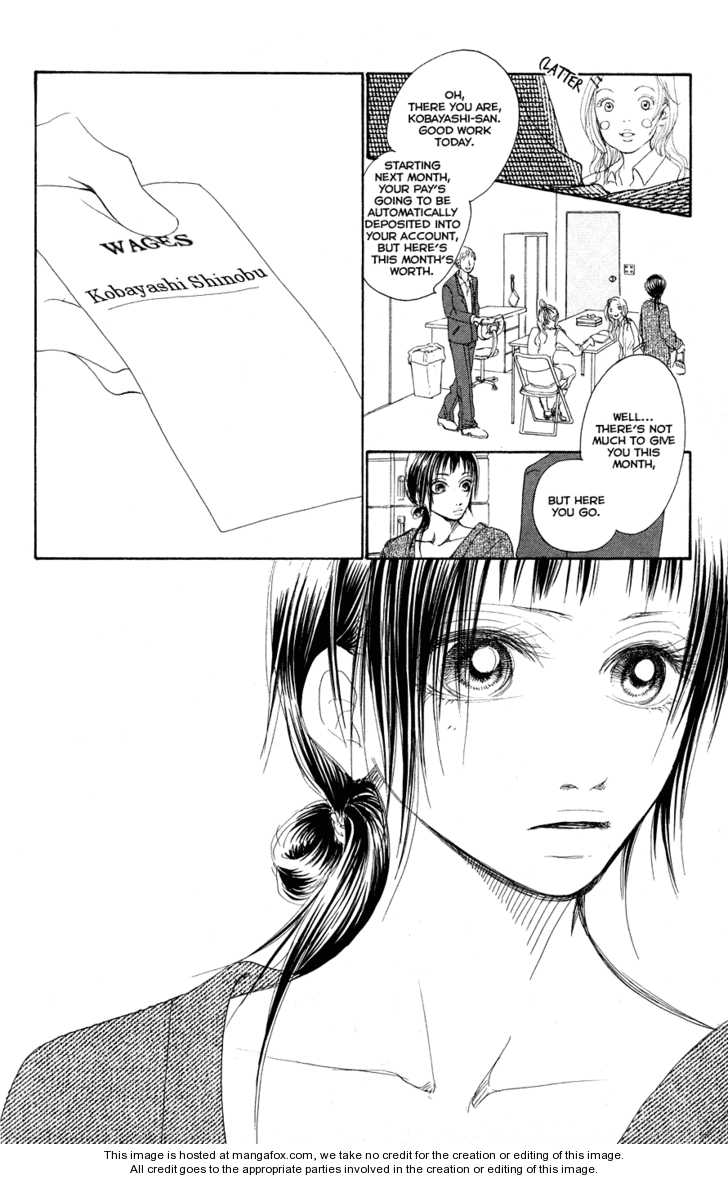 CLATTER
OH,
THERE YOU ARE,
KOBAYASHI-SAN.
GOOD WORK
TODAY.
STARTING
NEXT MONTH,
YOUR PAY'S
GOING TO BE
AUTOMATICALLY
DEPOSITED INTO
YOUR ACCOUNT,
BUT HERE'S
THIS MONTH'S
WORTH.
WELL...
THERE'S NOT
MUCH TO GIVE
YOU THIS
MONTH,
BUT HERE
YOU GO.
WAGES
Kobayashi Shinobu
This image is hosted at mangafox.com, we take no credit for the creation or editing of this image.
All credit goes to the appropriate parties involved in the creation or editing of this image.